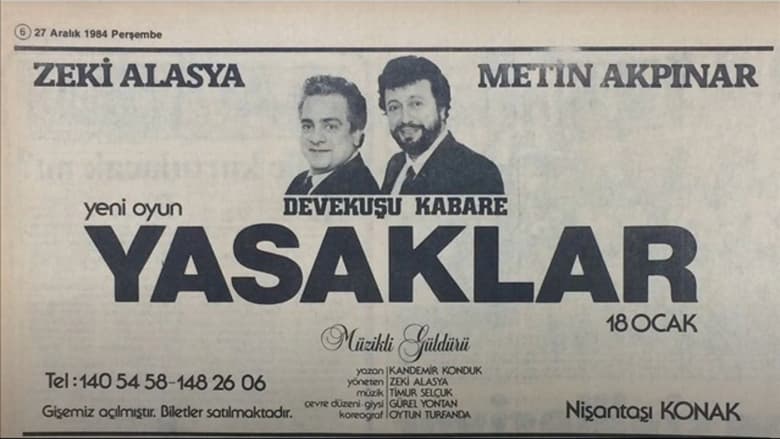 6 27 Aralık 1984 Perşembe
ZEKİ ALASYA METİN AKPINAR
DEVEKUŞU KABARE
yeni oyun
YASAKLAR
18 OCAK
Müzikli Güldürü
yazan KANDEMİR KONDUK
yöneten ZEKİ ALASYA
müzik TİMUR SELÇUK
çevre düzeni-giysi GÜREL YONTAN
koreograf OYTUN TURFANDA
Tel: 140 54 58-148 26 06
Gişemiz açılmıştır. Biletler satılmaktadır.
Nişantaşı KONAK